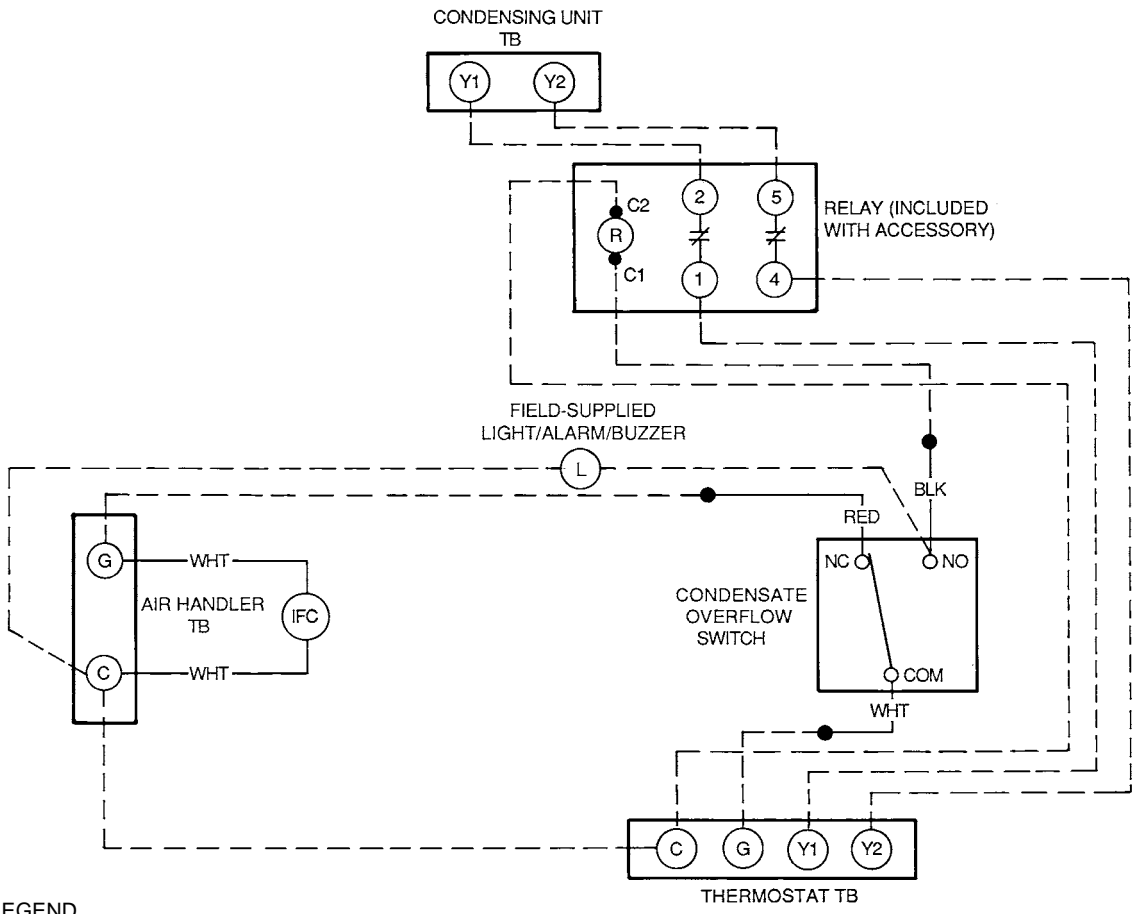 CONDENSING UNIT
TB
Y1
Y2
2
5
C2
R
C1
1
4
RELAY (INCLUDED
WITH ACCESSORY)
FIELD-SUPPLIED
LIGHT/ALARM/BUZZER
L
BLK
RED
G
WHT
NC
NO
AIR HANDLER
TB
IFC
CONDENSATE
OVERFLOW
SWITCH
C
WHT
COM
WHT
C
G
Y1
Y2
THERMOSTAT TB
EGEND